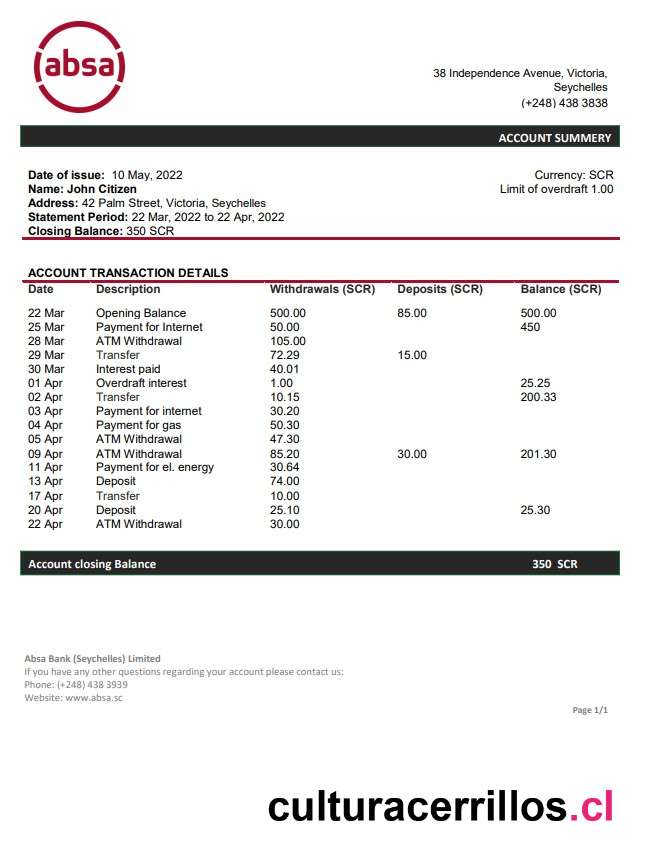 absa
38 Independence Avenue, Victoria,
Seychelles
(+248) 438 3838
ACCOUNT SUMMERY
Date of issue: 10 May, 2022 Currency: SCR
Name: John Citizen Limit of overdraft 1.00
Address: 42 Palm Street, Victoria, Seychelles
Statement Period: 22 Mar, 2022 to 22 Apr, 2022
Closing Balance: 350 SCR
ACCOUNT TRANSACTION DETAILS
Date Description Withdrawals (SCR) Deposits (SCR) Balance (SCR)
22 Mar Opening Balance 500.00 85.00 500.00
25 Mar Payment for Internet 50.00 450
28 Mar ATM Withdrawal 105.00
29 Mar Transfer 72.29 15.00
30 Mar Interest paid 40.01
01 Apr Overdraft interest 1.00 25.25
02 Apr Transfer 10.15 200.33
03 Apr Payment for internet 30.20
04 Apr Payment for gas 50.30
05 Apr ATM Withdrawal 47.30
09 Apr ATM Withdrawal 85.20 30.00 201.30
11 Apr Payment for el. energy 30.64
13 Apr Deposit 74.00
17 Apr Transfer 10.00
20 Apr Deposit 25.10 25.30
22 Apr ATM Withdrawal 30.00
Account closing Balance 350 SCR
Absa Bank (Seychelles) Limited
If you have any other questions regarding your account please contact us:
Phone: (+248) 438 3939
Website: www.absa.sc
Page 1/1
culturacerrillos.cl